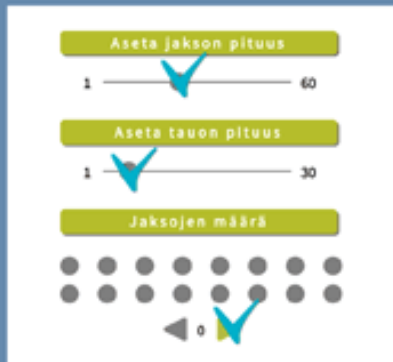 Aseta jakson pituus
1 60
Aseta tauon pituus
1 30
Jaksojen määrä
0